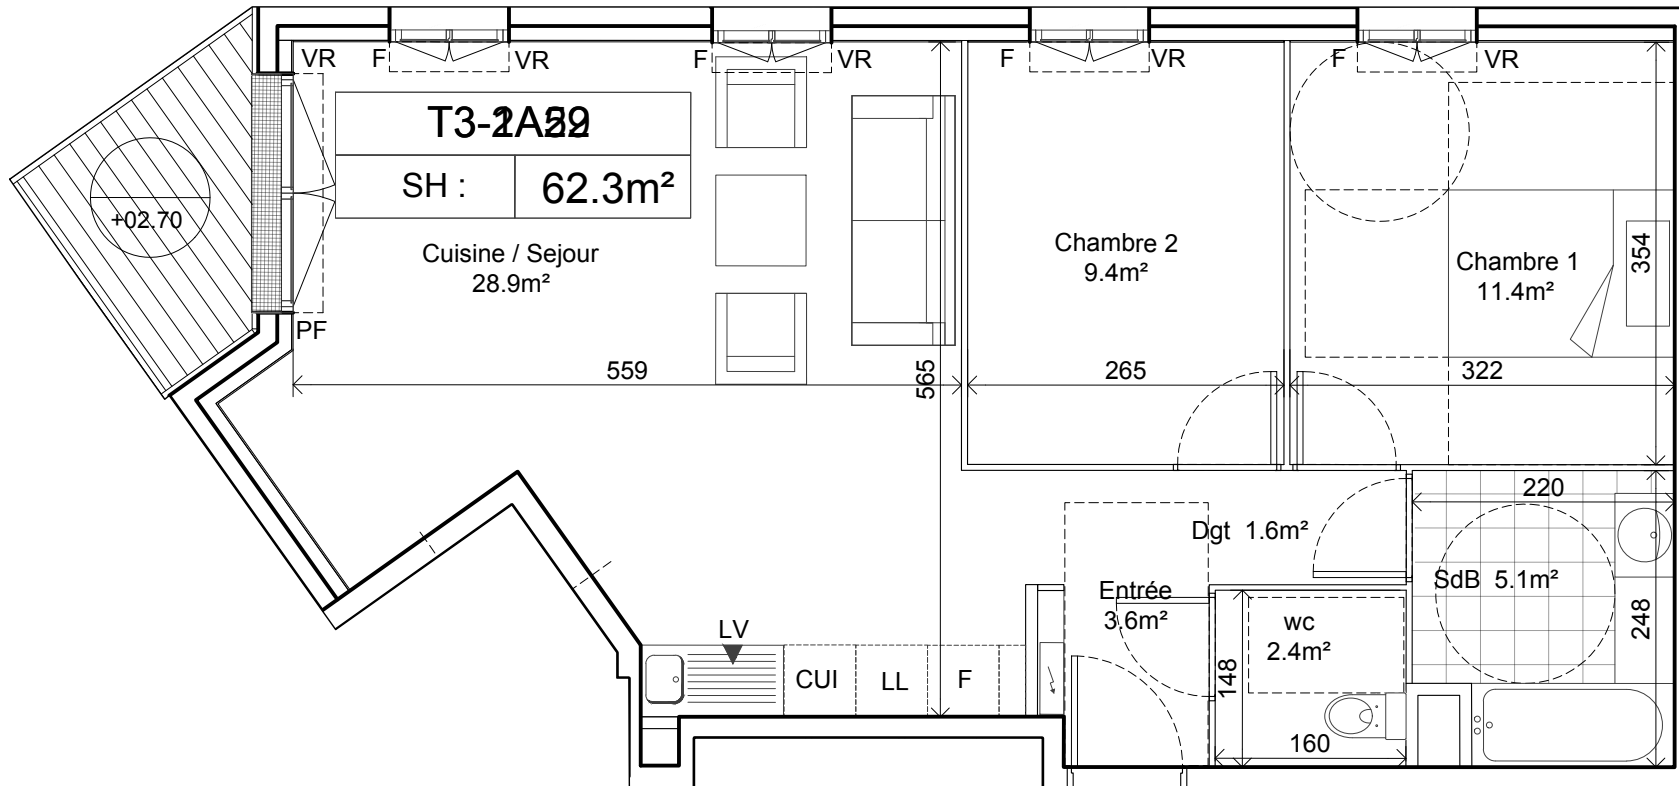 VR
F
VR
F
VR
F
VR
F
VR
SH :
62.3m²
+02.70
Cuisine / Sejour
28.9m²
Chambre 2
9.4m²
Chambre 1
11.4m²
354
PF
559
565
265
322
220
Dgt 1.6m²
SdB 5.1m²
Entrée
3.6m²
wc
2.4m²
248
148
160
LV
CUI
LL
F